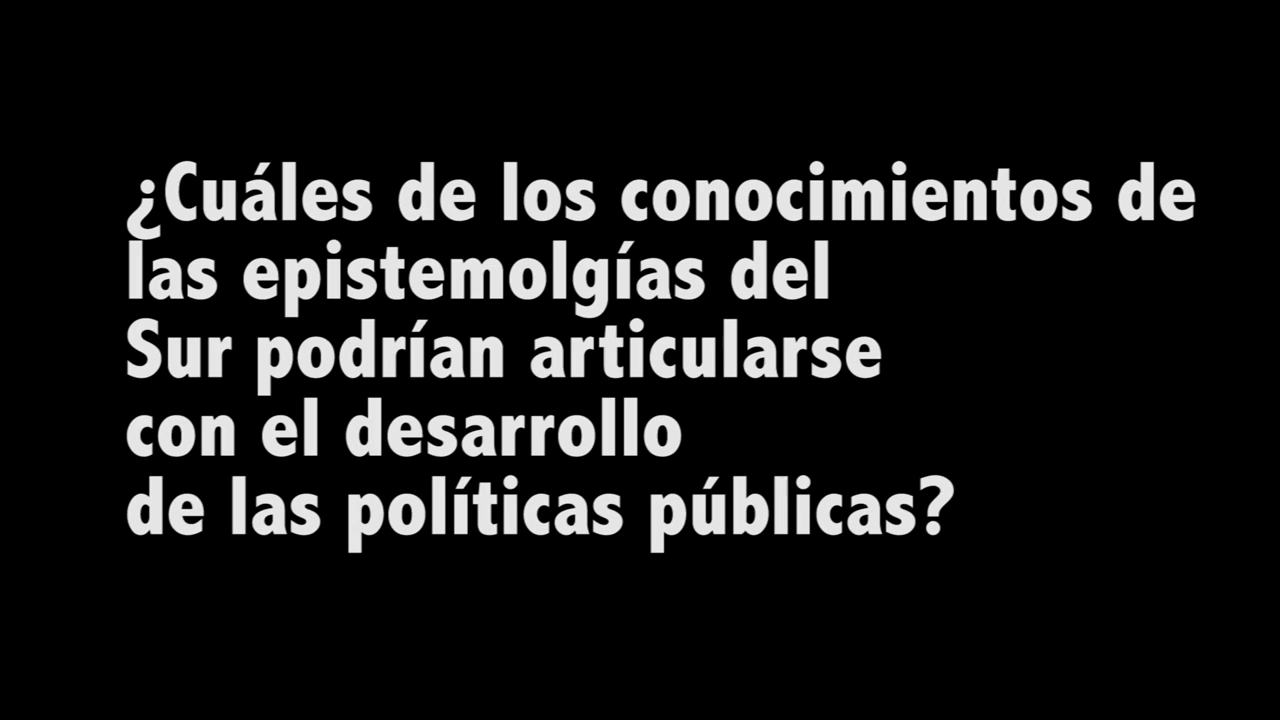 ¿Cuáles de los conocimientos de
las epistemolgías del
Sur podrían articularse
con el desarrollo
de las políticas públicas?